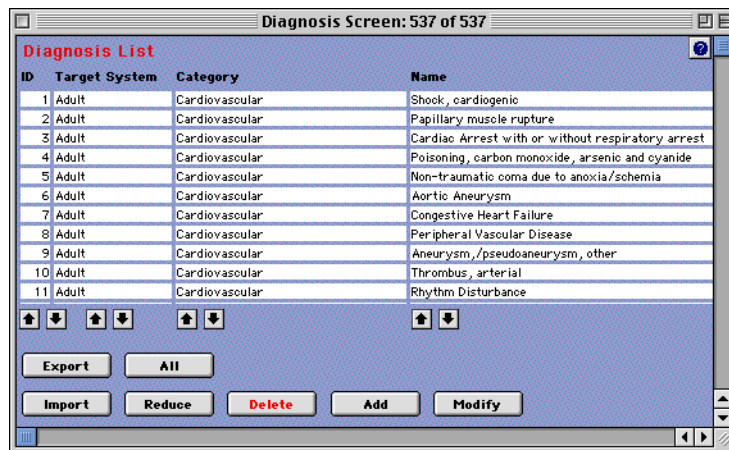 Diagnosis Screen: 537 of 537
Diagnosis List
?
ID Target System Category Name
1 Adult Cardiovascular Shock, cardiogenic
2 Adult Cardiovascular Papillary muscle rupture
3 Adult Cardiovascular Cardiac Arrest with or without respiratory arrest
4 Adult Cardiovascular Poisoning, carbon monoxide, arsenic and cyanide
5 Adult Cardiovascular Non-traumatic coma due to anoxia/schemia
6 Adult Cardiovascular Aortic Aneurysm
7 Adult Cardiovascular Congestive Heart Failure
8 Adult Cardiovascular Peripheral Vascular Disease
9 Adult Cardiovascular Aneurysm,/pseudoaneurysm, other
10 Adult Cardiovascular Thrombus, arterial
11 Adult Cardiovascular Rhythm Disturbance
Export All
Import Reduce Delete Add Modify